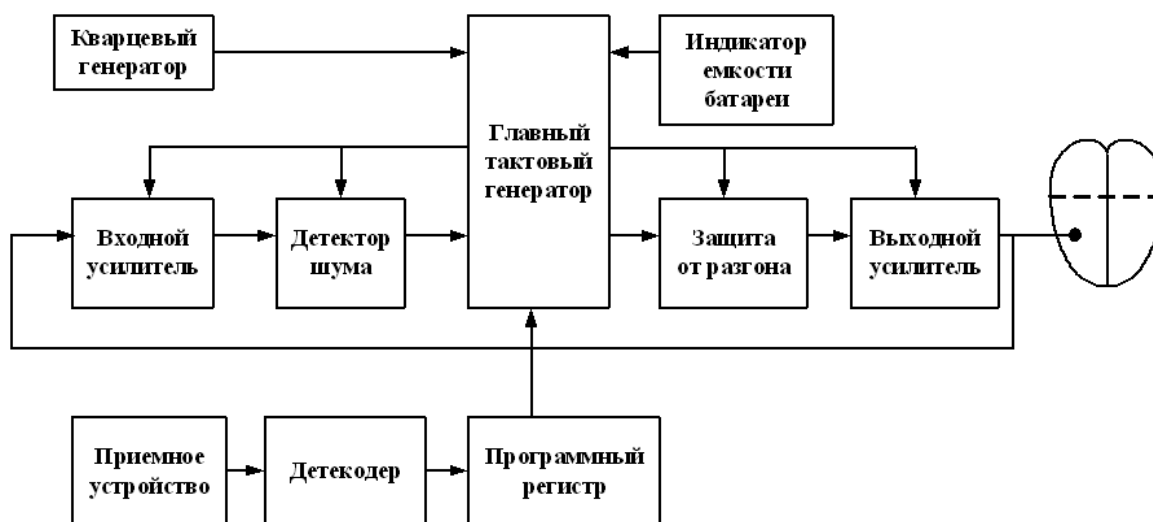 Кварцевый
генератор
Индикатор
емкости
батареи
Главный
тактовый
генератор
Входной
усилитель
Детектор
шума
Защита
от разгона
Выходной
усилитель
Приемное
устройство
Детекодер
Программный
регистр